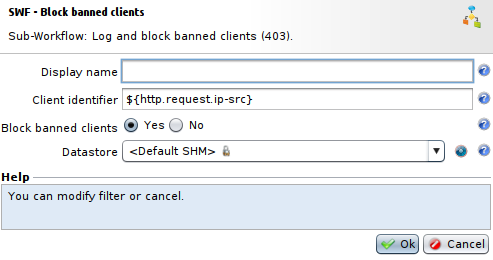 SWF - Block banned clients
Sub-Workflow: Log and block banned clients (403).
Display name
Client identifier ${http.request.ip-src}
Block banned clients Yes No
Datastore <Default SHM>
Help
You can modify filter or cancel.
Ok Cancel